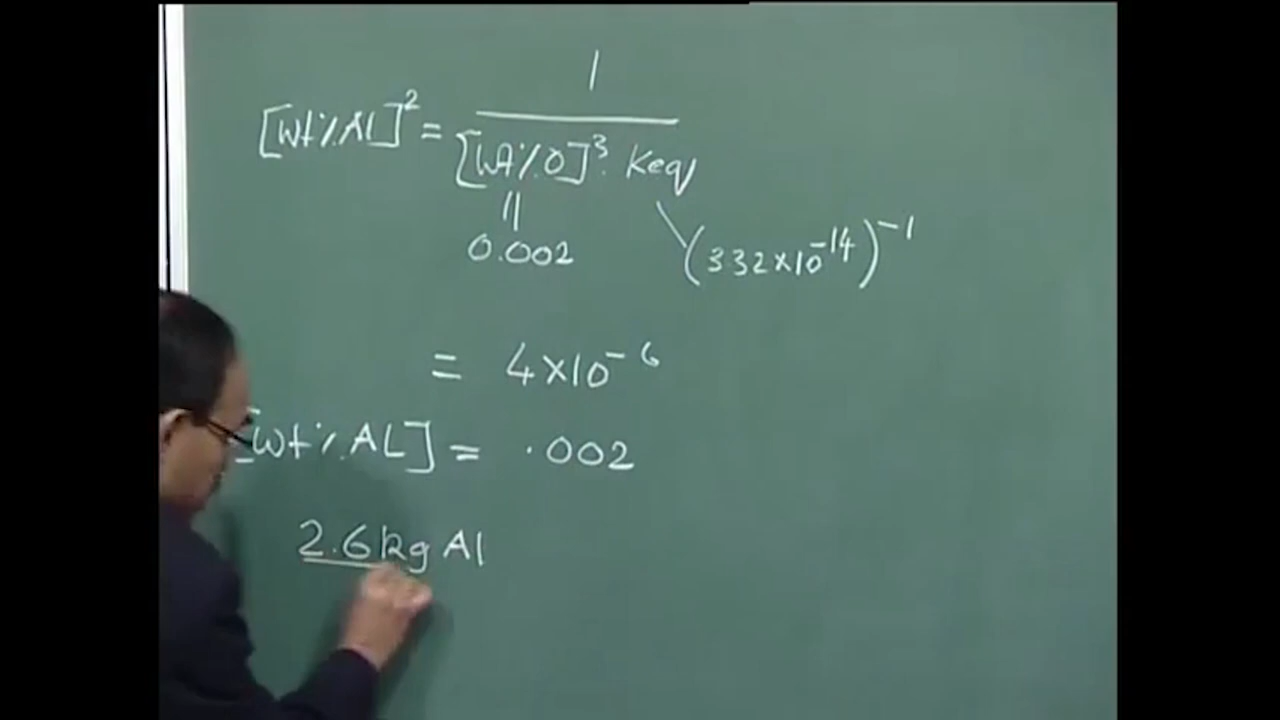 1
[Wt%Al]² = ―――――
[Wt%O]³. Keq
||
0.002
(332×10⁻¹⁴)⁻¹
= 4×10⁻⁶
[Wt%AL] = .002
2.6kg Al